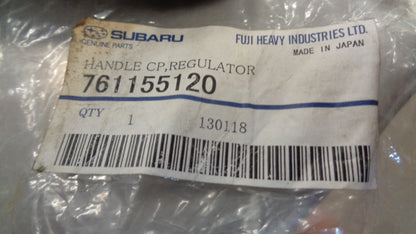 SUBARU FUJI HEAVY INDUSTRIES LTD.
GENUINE PARTS MADE IN JAPAN
HANDLE CP,REGULATOR
761155120
QTY 1 130118